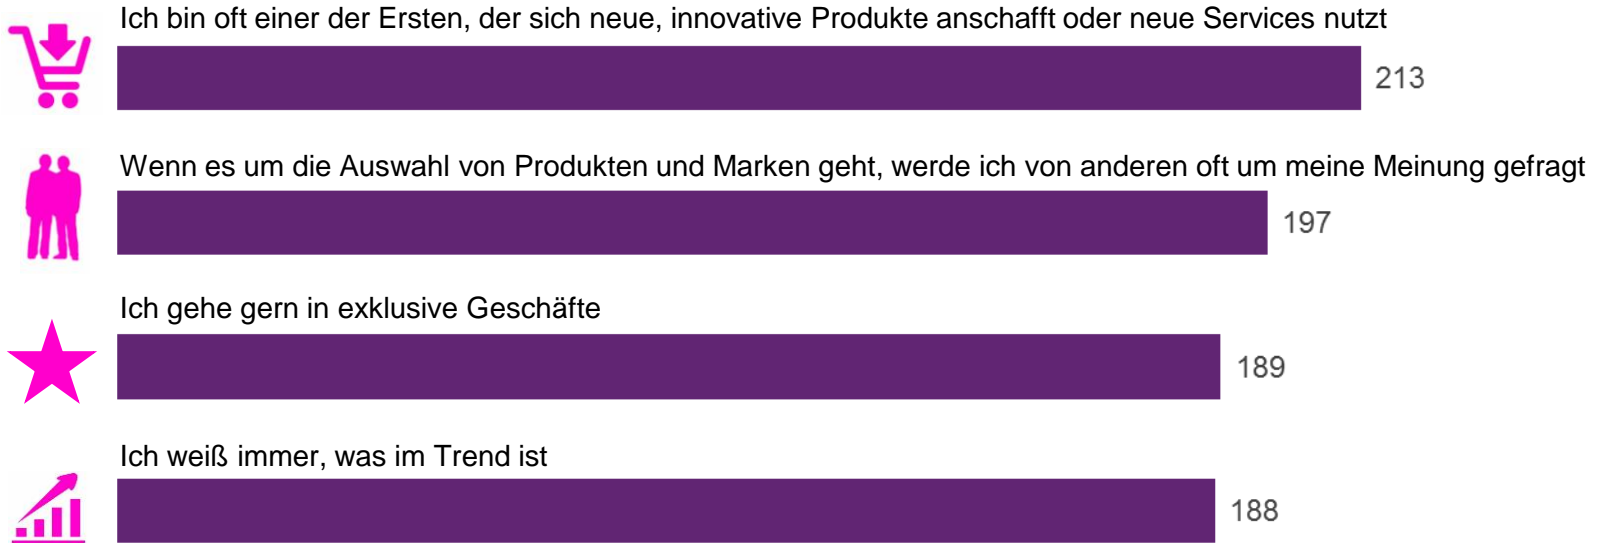 Ich bin oft einer der Ersten, der sich neue, innovative Produkte anschafft oder neue Services nutzt
213
Wenn es um die Auswahl von Produkten und Marken geht, werde ich von anderen oft um meine Meinung gefragt
197
Ich gehe gern in exklusive Geschäfte
189
Ich weiß immer, was im Trend ist
188